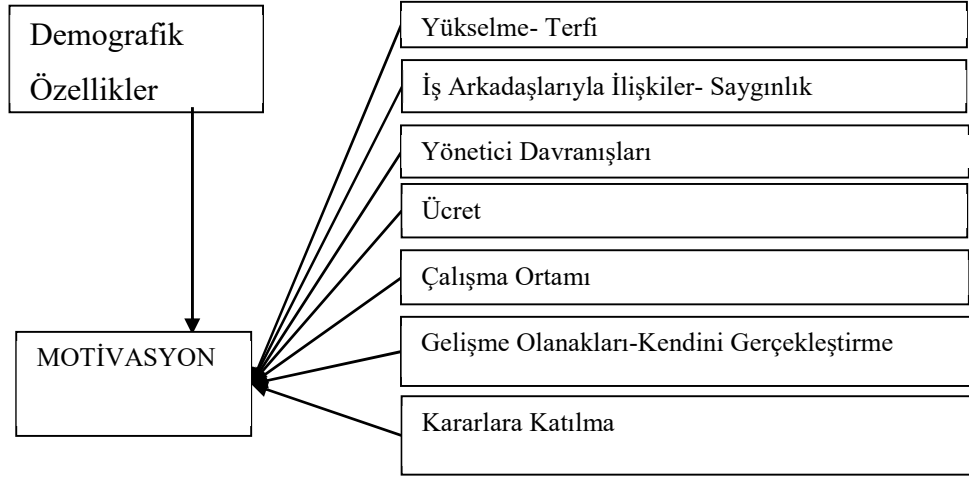 Demografik
Özellikler
MOTİVASYON
Yükselme- Terfi
İş Arkadaşlarıyla İlişkiler- Saygınlık
Yönetici Davranışları
Ücret
Çalışma Ortamı
Gelişme Olanakları-Kendini Gerçekleştirme
Kararlara Katılma